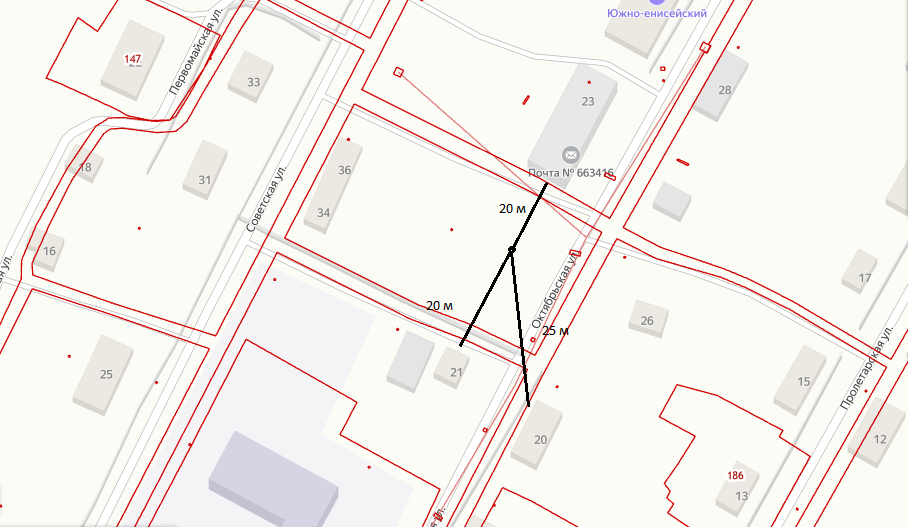 Южно-енисейский
147
Первомайская ул.
33
28
23
Почта № 663416
18
31
36
34
Советская ул.
20 м
16
17
Октябрьская ул.
20 м
25 м
26
21
25
15
Пролетарская ул.
20
12
186
13
ул.